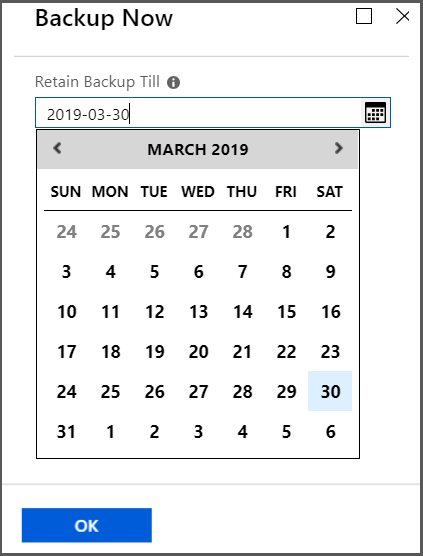 Backup Now
Retain Backup Till
2019-03-30
MARCH 2019
SUN MON TUE WED THU FRI SAT
24 25 26 27 28 1 2
3 4 5 6 7 8 9
10 11 12 13 14 15 16
17 18 19 20 21 22 23
24 25 26 27 28 29 30
31 1 2 3 4 5 6
OK